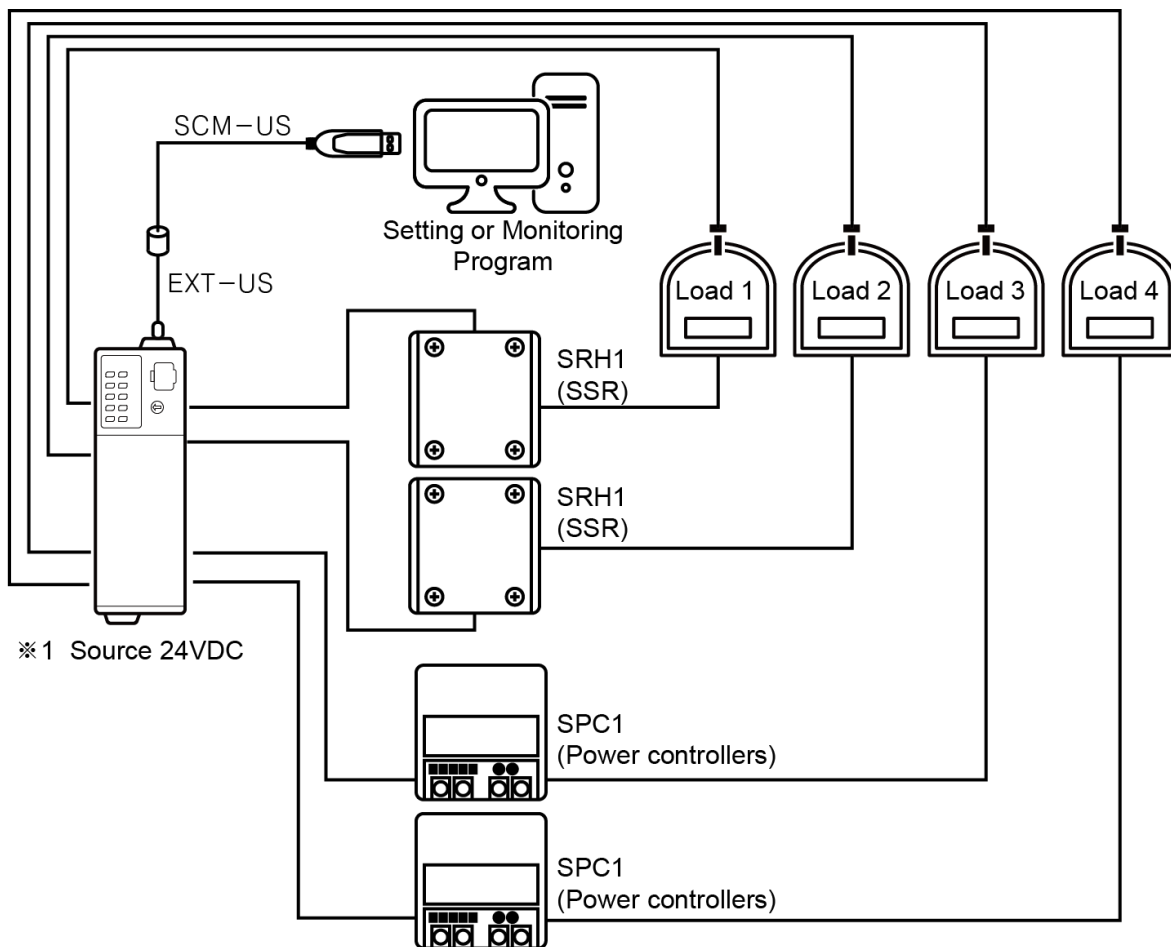 SCM-US
Setting or Monitoring
Program
EXT-US
Load 1
Load 2
Load 3
Load 4
SRH1
(SSR)
SRH1
(SSR)
※1 Source 24VDC
SPC1
(Power controllers)
SPC1
(Power controllers)